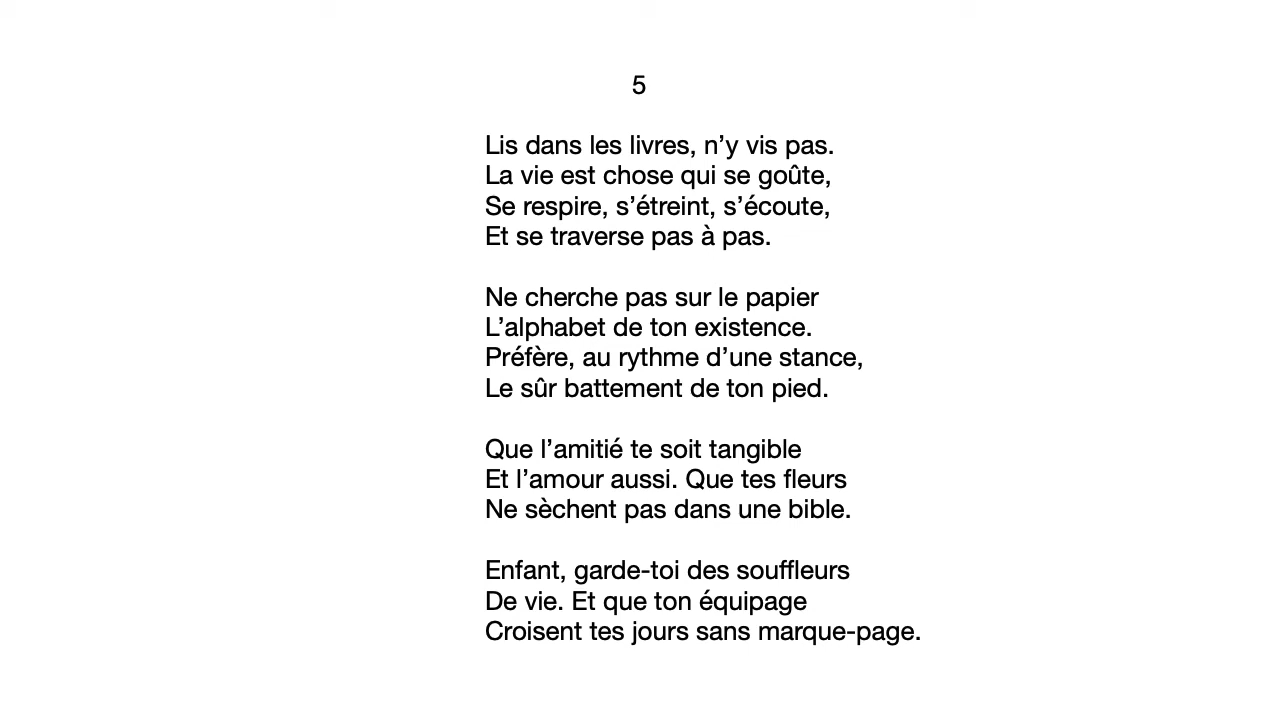 5
Lis dans les livres, n’y vis pas.
La vie est chose qui se goûte,
Se respire, s’étreint, s’écoute,
Et se traverse pas à pas.
Ne cherche pas sur le papier
L’alphabet de ton existence.
Préfère, au rythme d’une stance,
Le sûr battement de ton pied.
Que l’amitié te soit tangible
Et l’amour aussi. Que tes fleurs
Ne sèchent pas dans une bible.
Enfant, garde-toi des souffleurs
De vie. Et que ton équipage
Croisent tes jours sans marque-page.